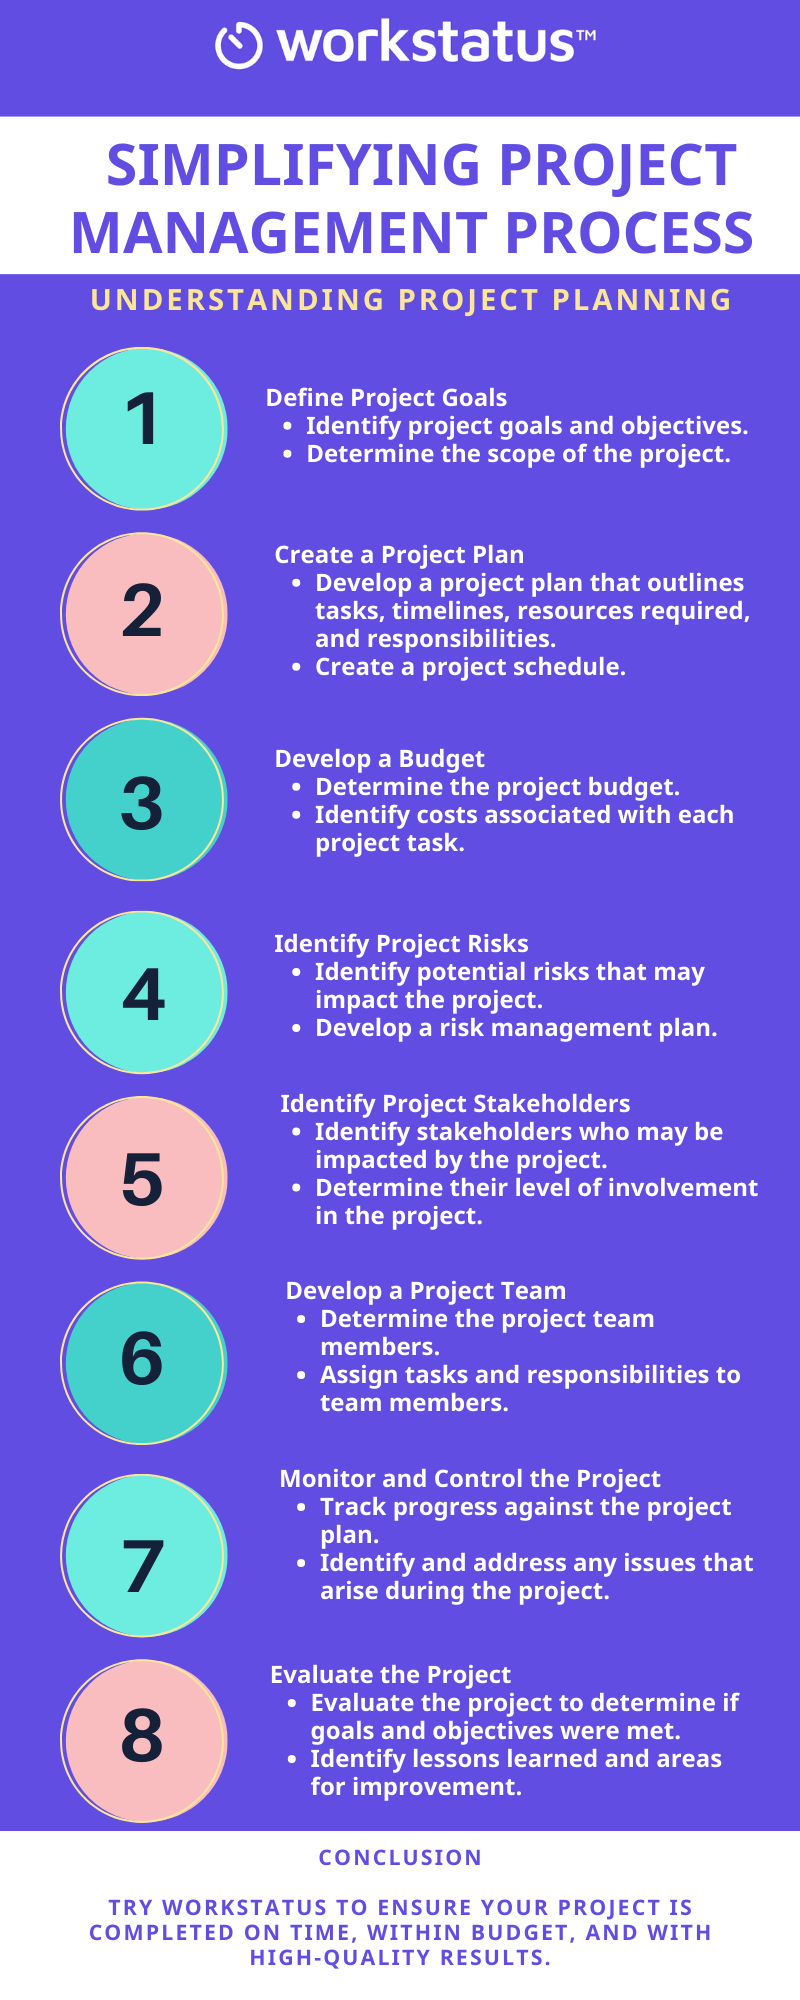 workstatus™
SIMPLIFYING PROJECT
MANAGEMENT PROCESS
UNDERSTANDING PROJECT PLANNING
1
Define Project Goals
• Identify project goals and objectives.
• Determine the scope of the project.
2
Create a Project Plan
• Develop a project plan that outlines
tasks, timelines, resources required,
and responsibilities.
• Create a project schedule.
3
Develop a Budget
• Determine the project budget.
• Identify costs associated with each
project task.
4
Identify Project Risks
• Identify potential risks that may
impact the project.
• Develop a risk management plan.
5
Identify Project Stakeholders
• Identify stakeholders who may be
impacted by the project.
• Determine their level of involvement
in the project.
6
Develop a Project Team
• Determine the project team
members.
• Assign tasks and responsibilities to
team members.
7
Monitor and Control the Project
• Track progress against the project
plan.
• Identify and address any issues that
arise during the project.
8
Evaluate the Project
• Evaluate the project to determine if
goals and objectives were met.
• Identify lessons learned and areas
for improvement.
CONCLUSION
TRY WORKSTATUS TO ENSURE YOUR PROJECT IS
COMPLETED ON TIME, WITHIN BUDGET, AND WITH
HIGH-QUALITY RESULTS.